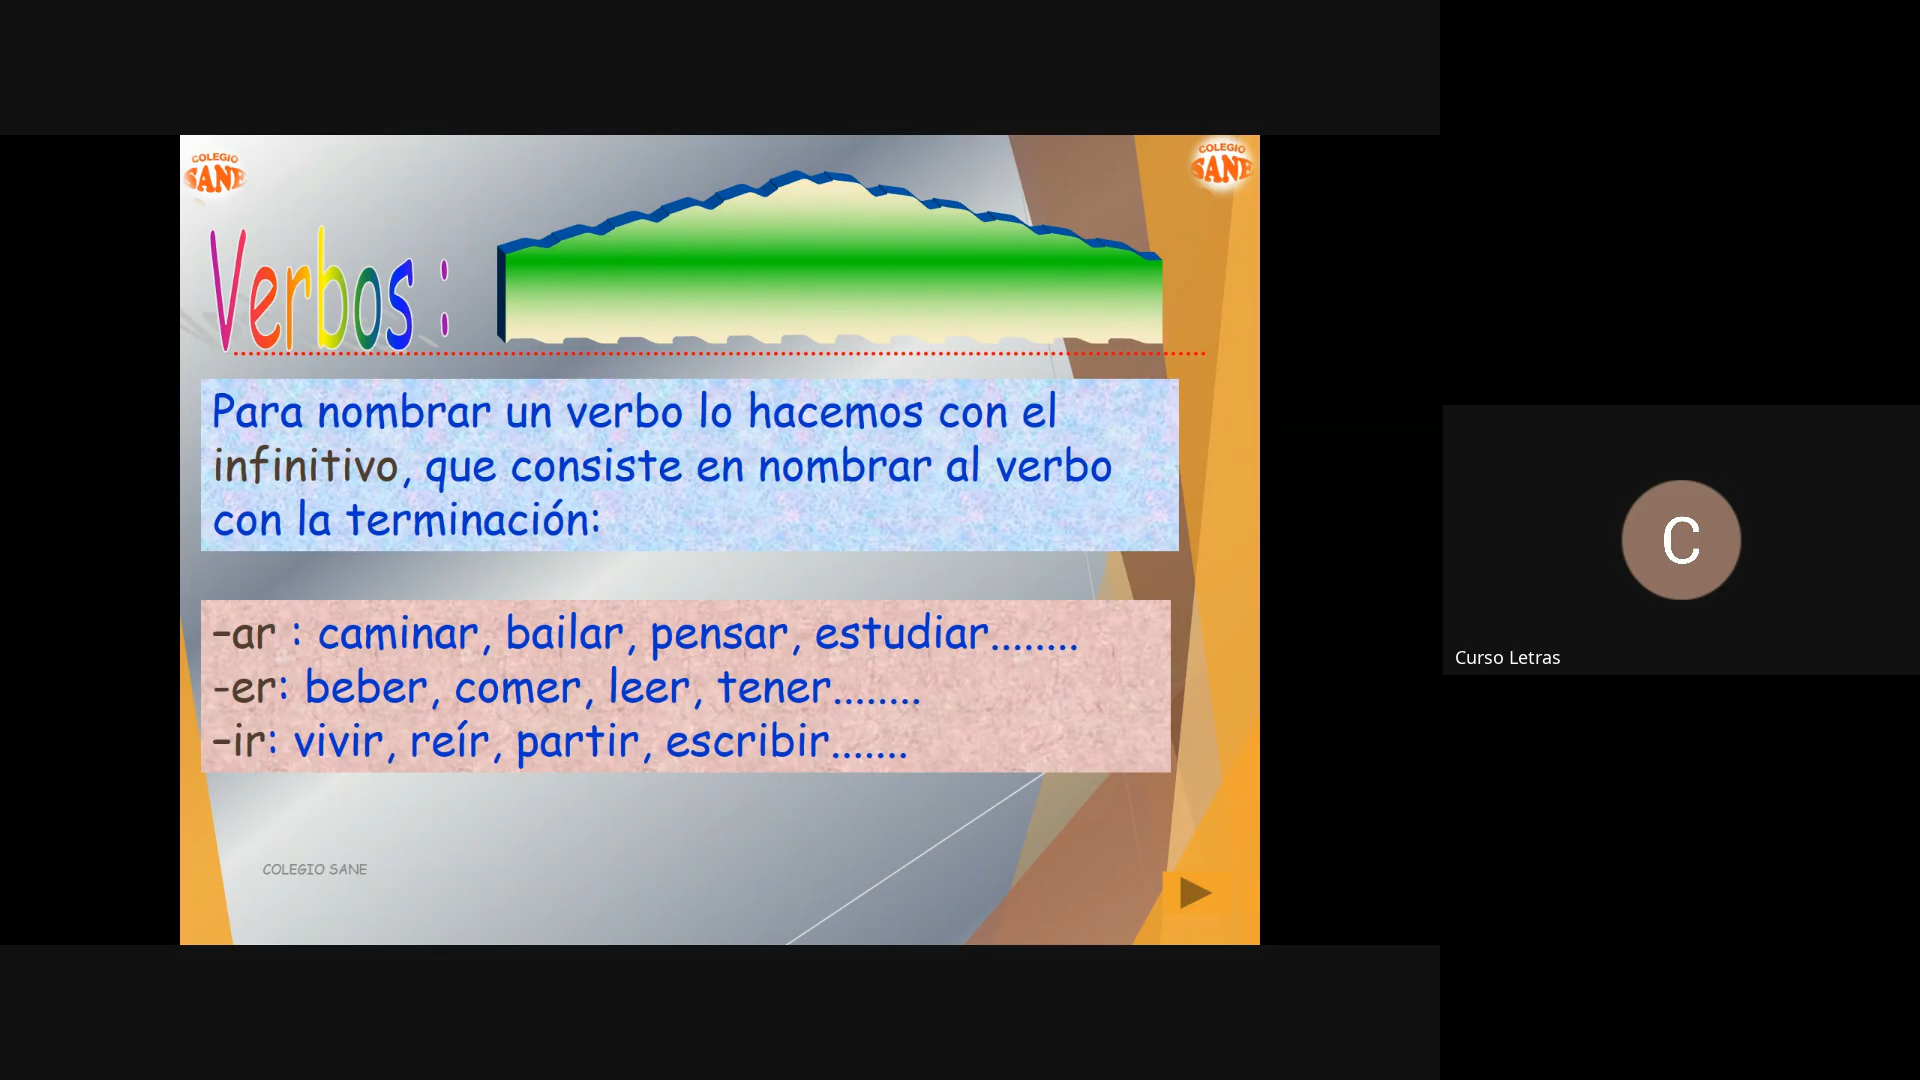 COLEGIO
SANE
COLEGIO
SANE
Verbos :
Para nombrar un verbo lo hacemos con el
infinitivo, que consiste en nombrar al verbo
con la terminación:
–ar : caminar, bailar, pensar, estudiar........
-er: beber, comer, leer, tener........
–ir: vivir, reír, partir, escribir.......
COLEGIO SANE
C
Curso Letras